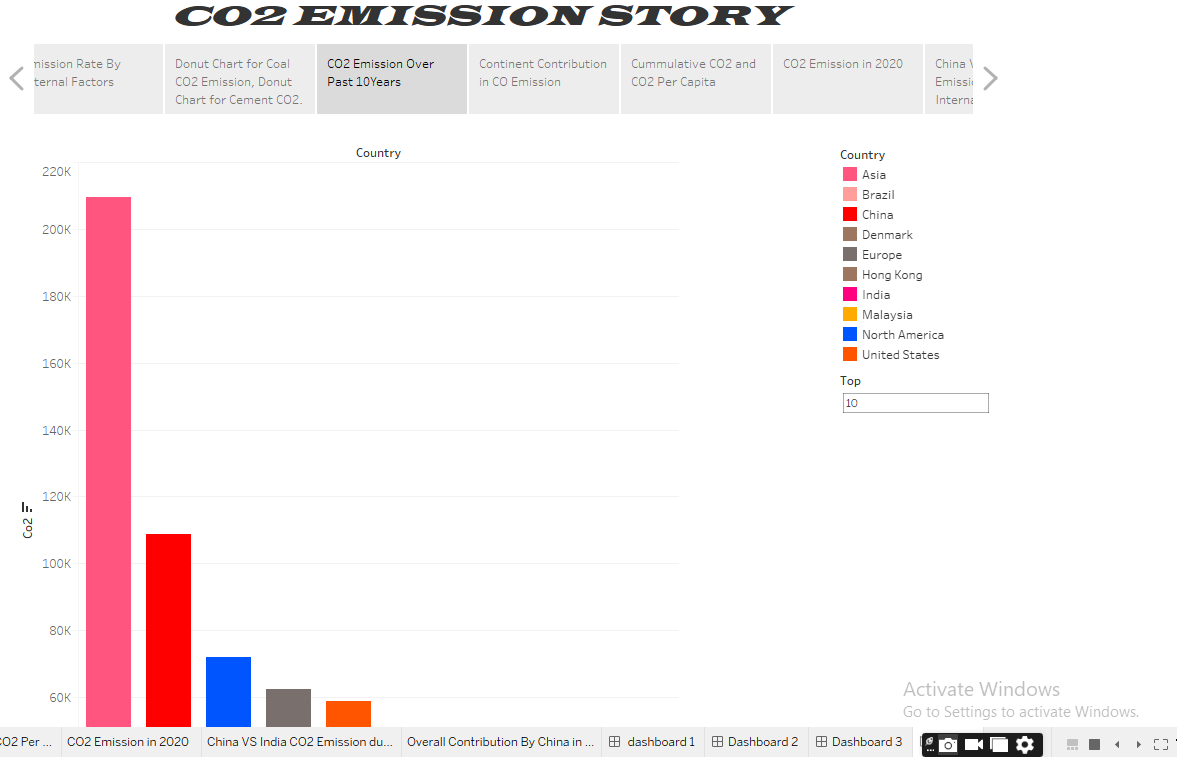 CO2 EMISSION STORY
mission Rate By
ternal Factors
Donut Chart for Coal
CO2 Emission, Donut
Chart for Cement CO2.
CO2 Emission Over
Past 10Years
Continent Contribution
in CO Emission
Cummulative CO2 and
CO2 Per Capita
CO2 Emission in 2020
China V
Emissi
Interna
Country
220K
200K
180K
160K
140K
120K
100K
80K
60K
Co2
Country
Asia
Brazil
China
Denmark
Europe
Hong Kong
India
Malaysia
North America
United States
Top
10
Activate Windows
Go to Settings to activate Windows.
CO2 Per ...
CO2 Emission in 2020
China VS Indi CO2 Emission du...
Overall Contribution By China in ...
dashboard 1
Dashboard 2
Dashboard 3